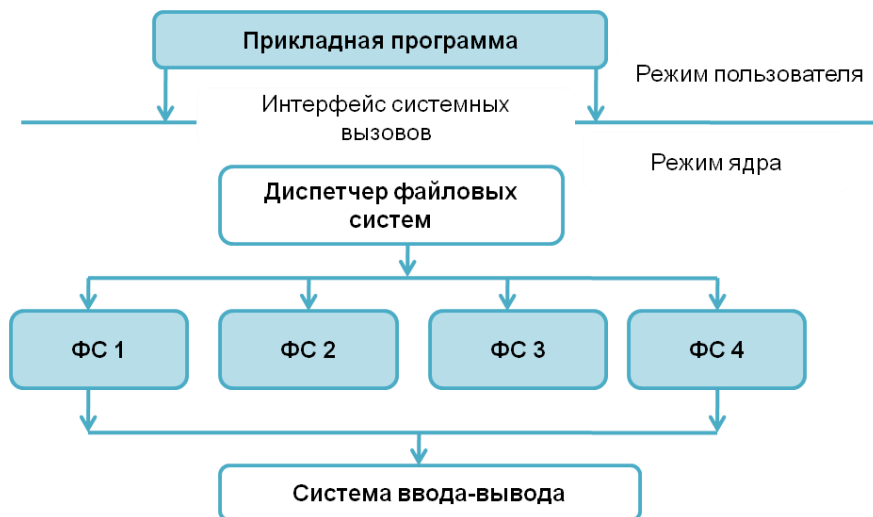 Прикладная программа
Режим пользователя
Интерфейс системных
вызовов
Режим ядра
Диспетчер файловых
систем
ФС 1
ФС 2
ФС 3
ФС 4
Система ввода-вывода